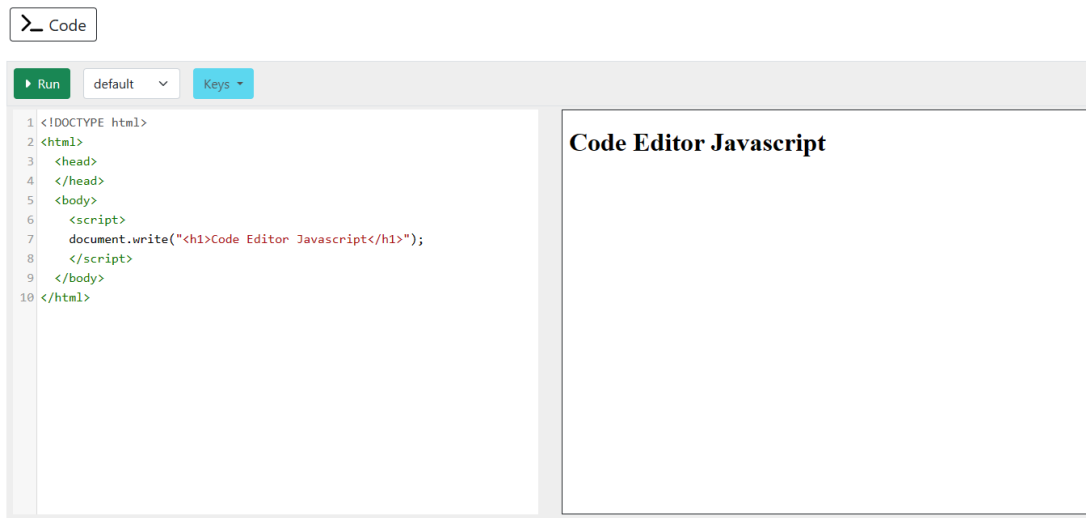 Code
Run default Keys
1 <!DOCTYPE html>
2 <html>
3   <head>
4   </head>
5   <body>
6     <script>
7     document.write("<h1>Code Editor Javascript</h1>");
8     </script>
9   </body>
10 </html>
Code Editor Javascript